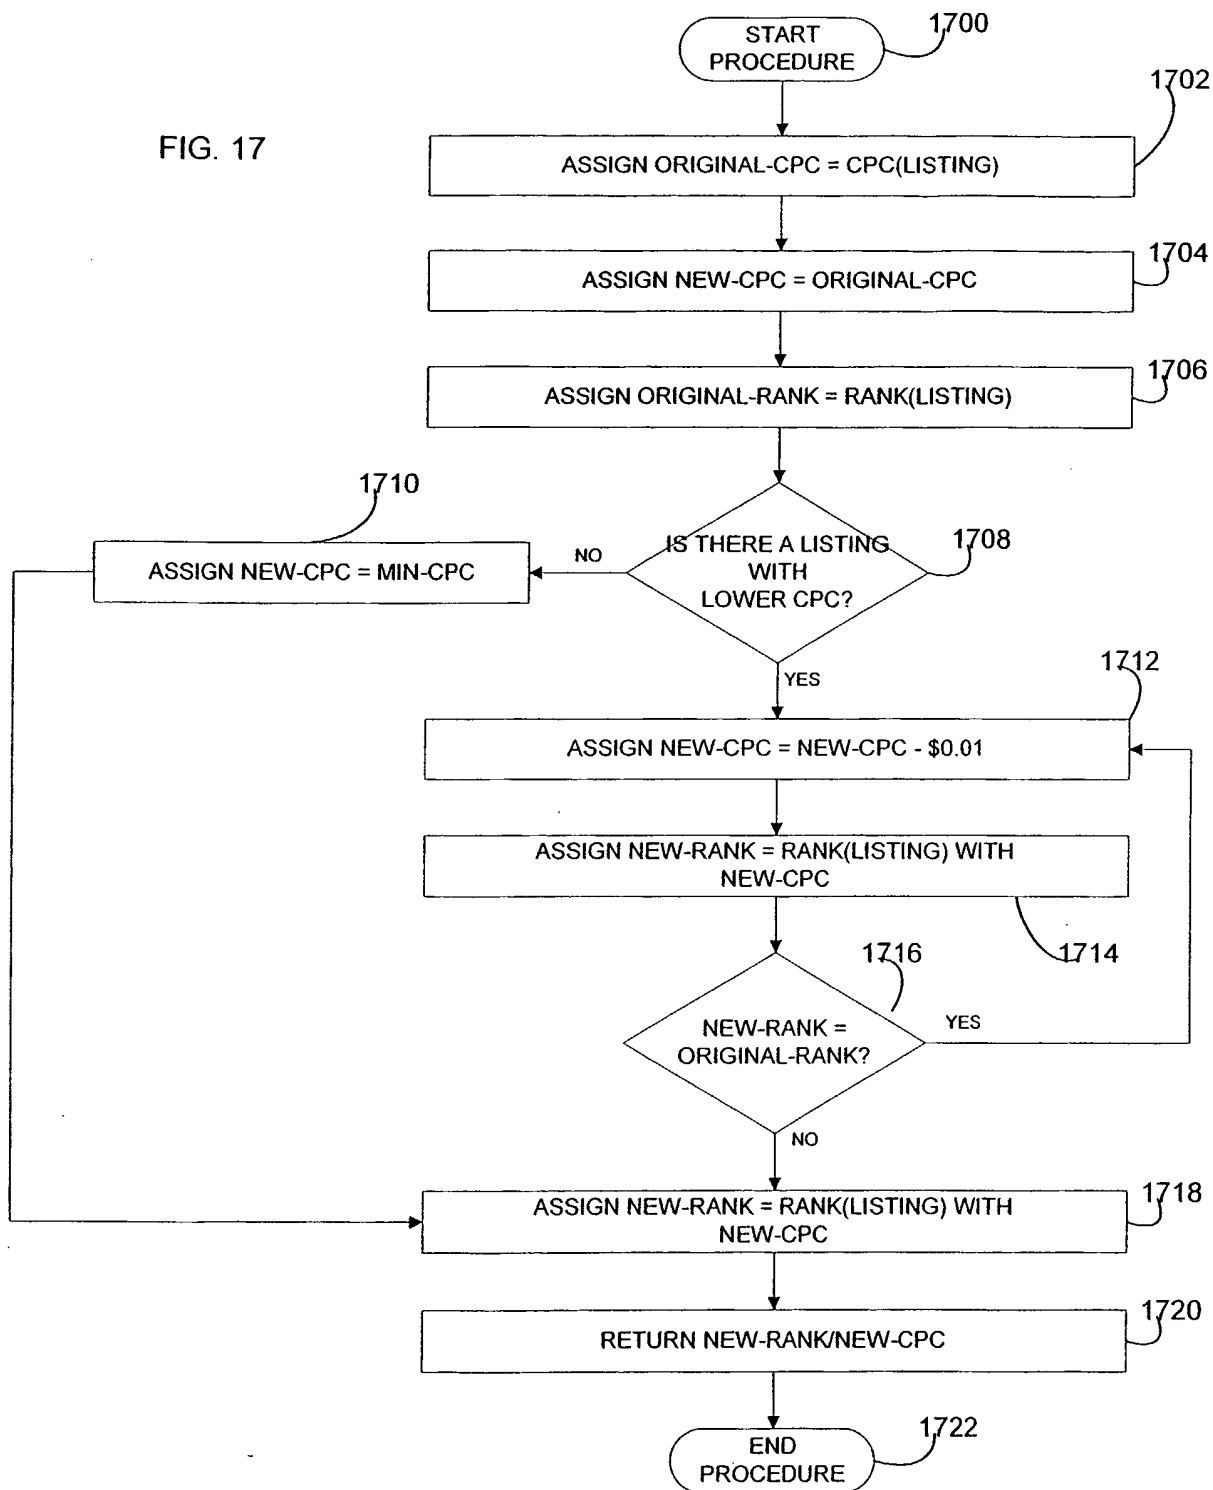 START
PROCEDURE
1700
1702
FIG. 17
ASSIGN ORIGINAL-CPC = CPC(LISTING)
1704
ASSIGN NEW-CPC = ORIGINAL-CPC
1706
ASSIGN ORIGINAL-RANK = RANK(LISTING)
1710
ASSIGN NEW-CPC = MIN-CPC
NO
IS THERE A LISTING
WITH
LOWER CPC?
1708
YES
1712
ASSIGN NEW-CPC = NEW-CPC - $0.01
ASSIGN NEW-RANK = RANK(LISTING) WITH
NEW-CPC
1714
1716
NEW-RANK =
ORIGINAL-RANK?
YES
NO
ASSIGN NEW-RANK = RANK(LISTING) WITH
NEW-CPC
1718
1720
RETURN NEW-RANK/NEW-CPC
END
PROCEDURE
1722